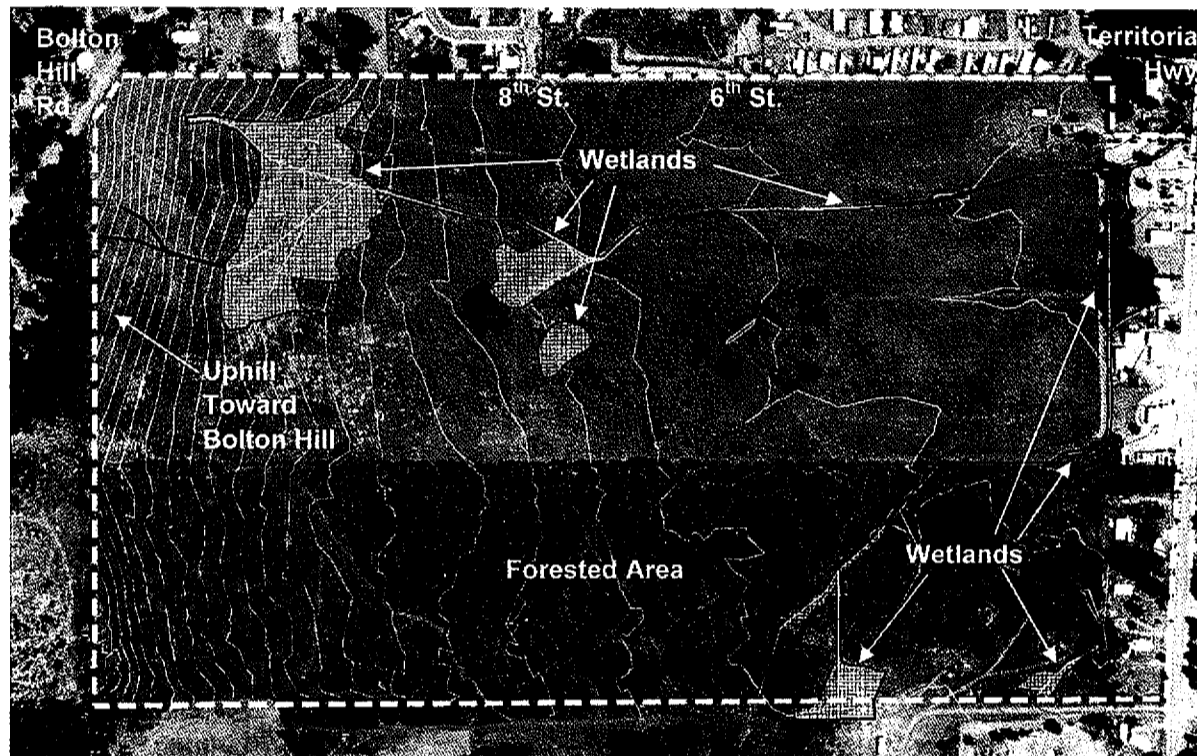 Bolton
Hill
Rd
Territoria
Hwy
8th St.
6th St.
Wetlands
Uphill
Toward
Bolton Hill
Forested Area
Wetlands